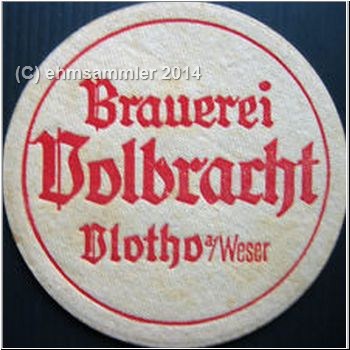 (C) ehmsammler 2014
Brauerei
Volbracht
Vlotho a/Weser